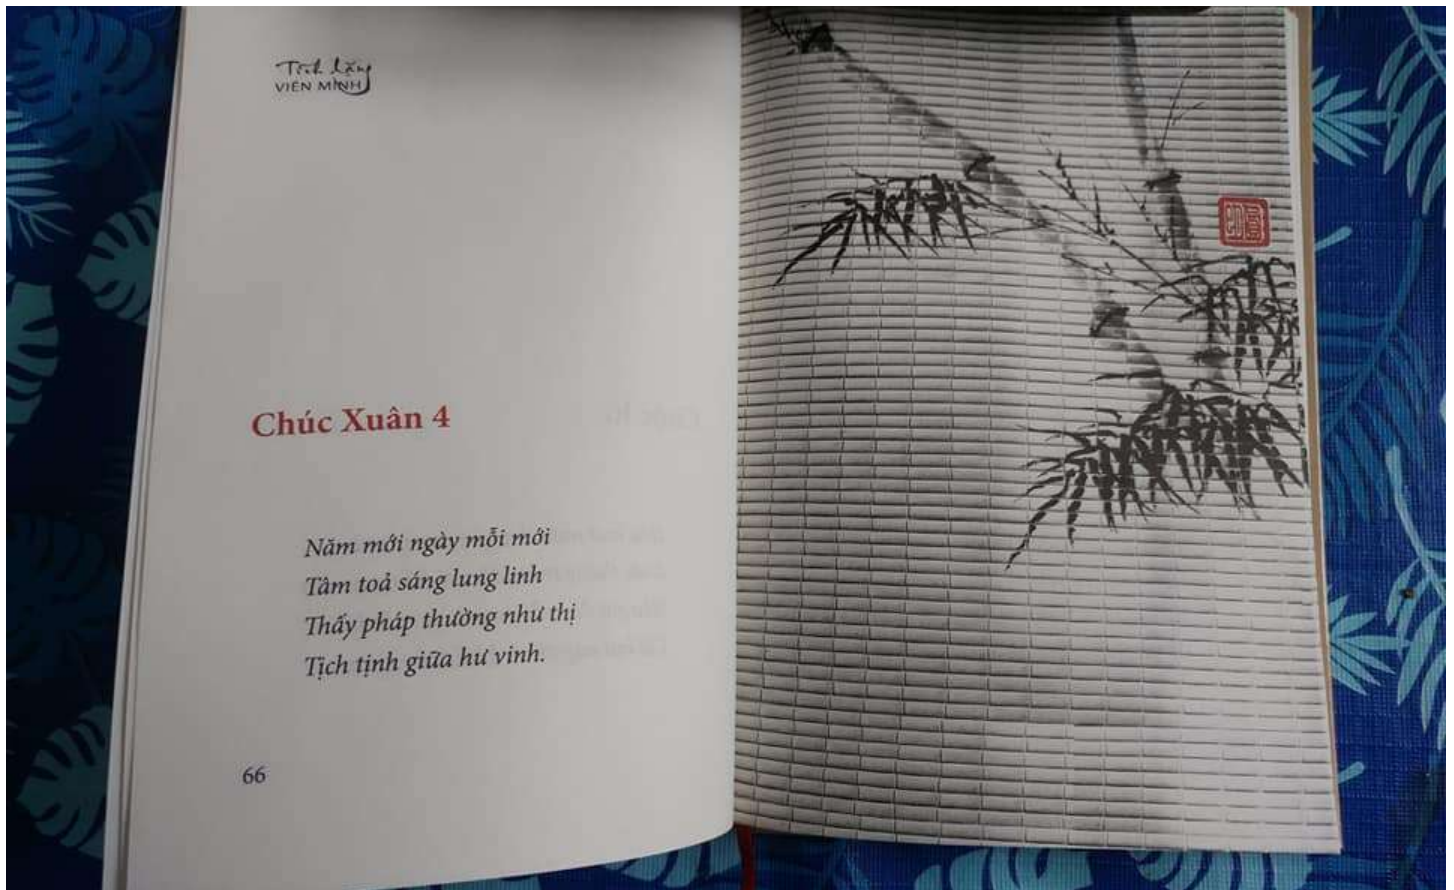 Tĩnh lặng
VIÊN MINH
Chúc Xuân 4
Năm mới ngày mỗi mới
Tâm toả sáng lung linh
Thấy pháp thường như thị
Tịch tịnh giữa hư vinh.
66